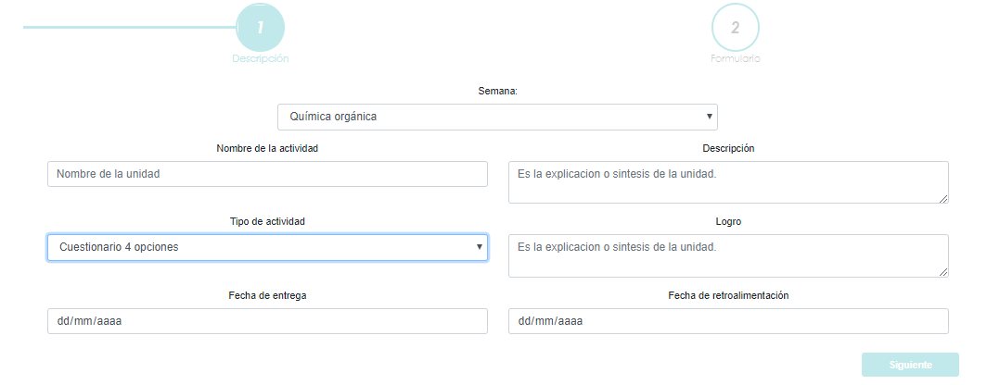 1
2
Descripción
Formulario
Semana:
Química orgánica
Nombre de la actividad
Descripción
Nombre de la unidad
Es la explicacion o sintesis de la unidad.
Tipo de actividad
Logro
Cuestionario 4 opciones
Es la explicacion o sintesis de la unidad.
Fecha de entrega
Fecha de retroalimentación
dd/mm/aaaa
dd/mm/aaaa
Siguiente